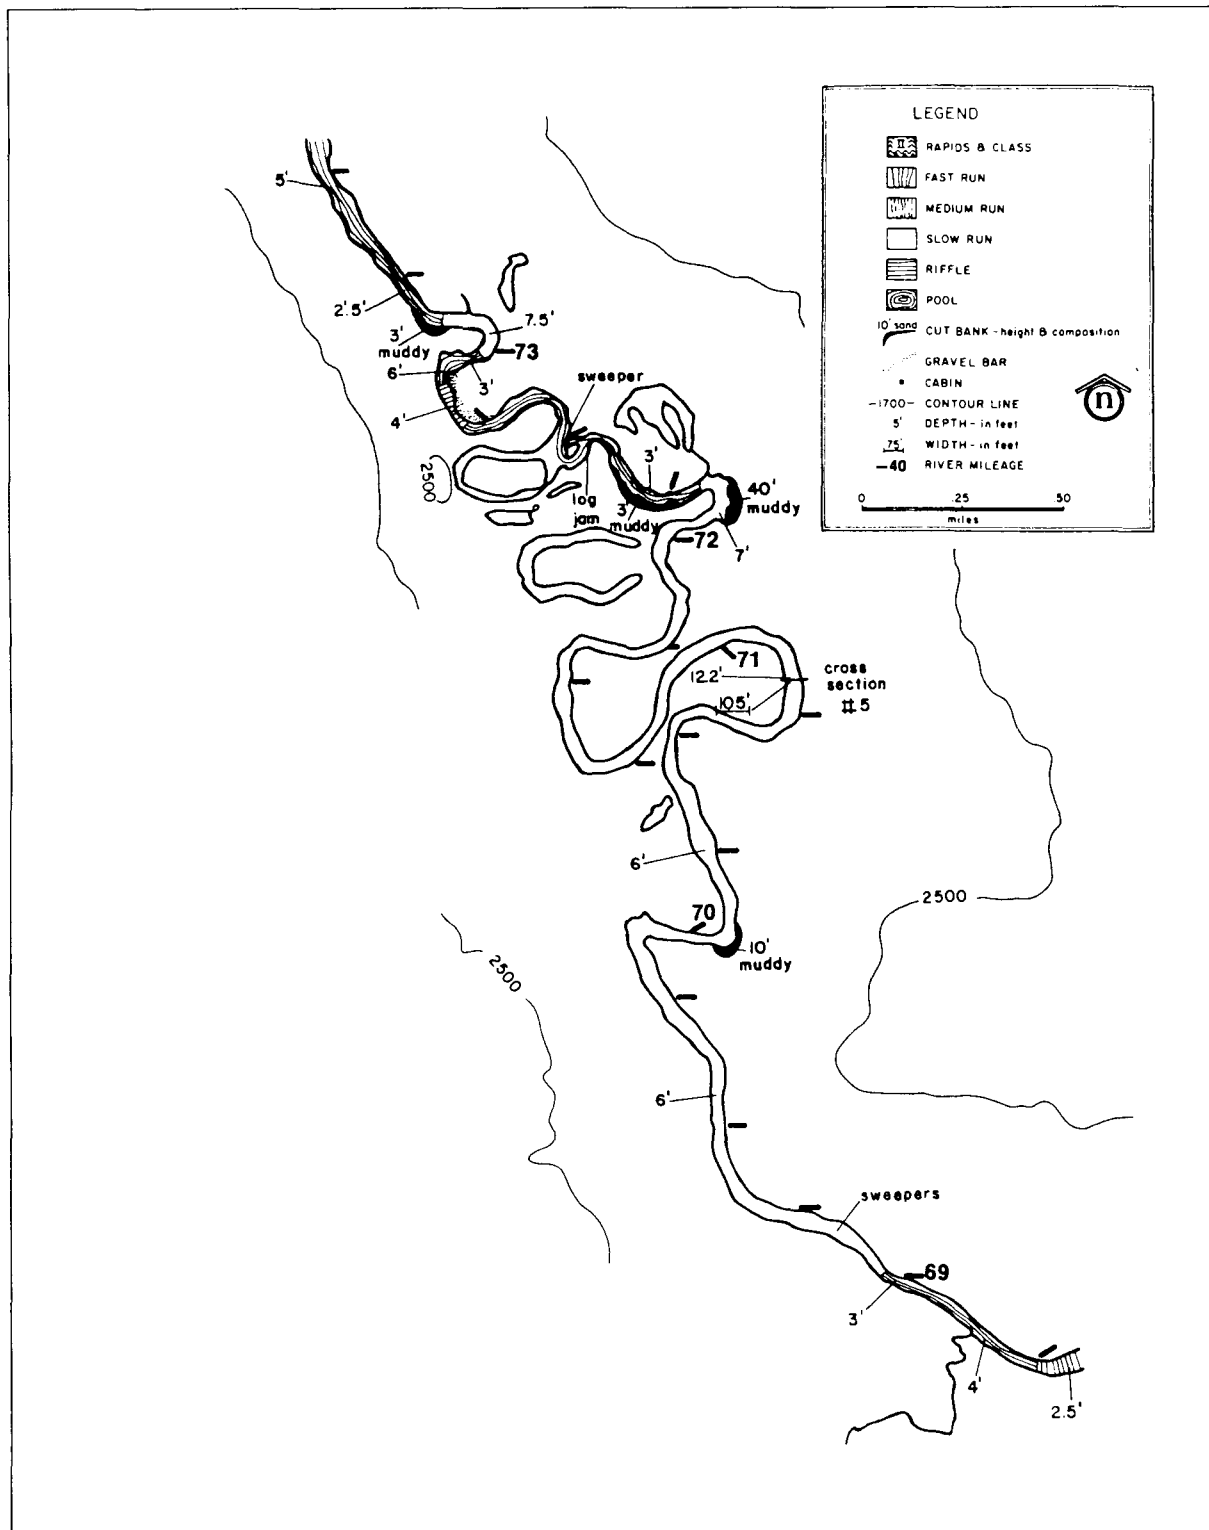 LEGEND
II RAPIDS & CLASS
FAST RUN
MEDIUM RUN
SLOW RUN
RIFFLE
POOL
10' sand CUT BANK - height & composition
GRAVEL BAR
CABIN
-1700- CONTOUR LINE
5' DEPTH - in feet
75' WIDTH - in feet
-40 RIVER MILEAGE
0 .25 .50
miles
n
5'
2'.5'
3'
muddy
7.5'
73
6'
3'
4'
sweeper
2500
log
jam
3'
3'
muddy
40'
muddy
7'
72
71
12.2'
10.5'
cross
section
#5
6'
70
10'
muddy
2500
2500
6'
sweepers
69
3'
4'
2.5'